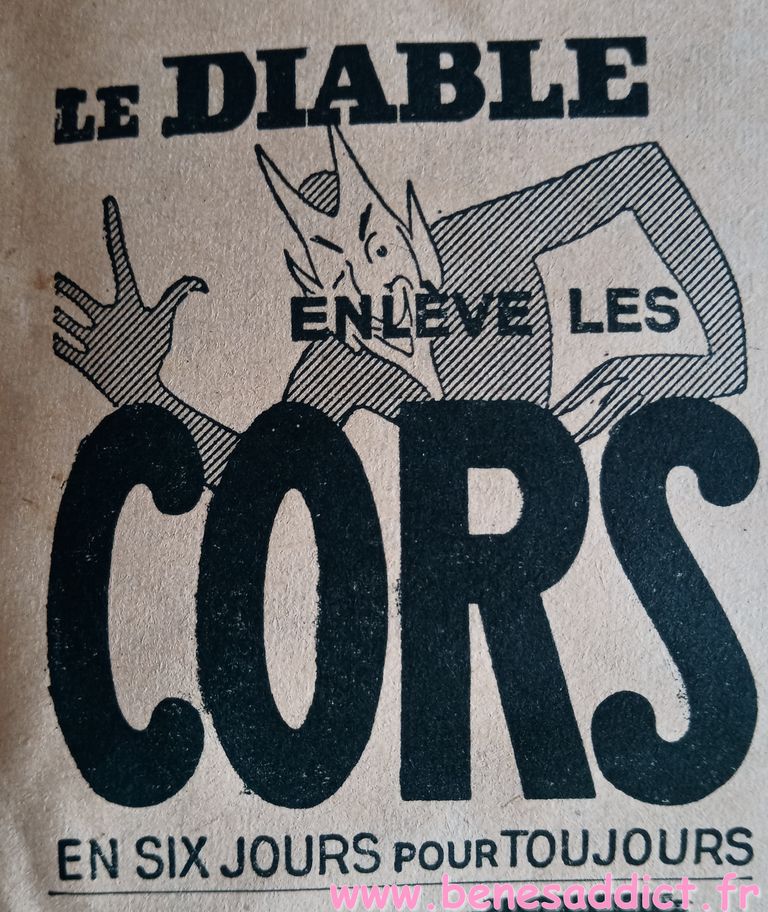 LE DIABLE
ENLÈVE LES
CORS
EN SIX JOURS POUR TOUJOURS
www.benesaddict.fr